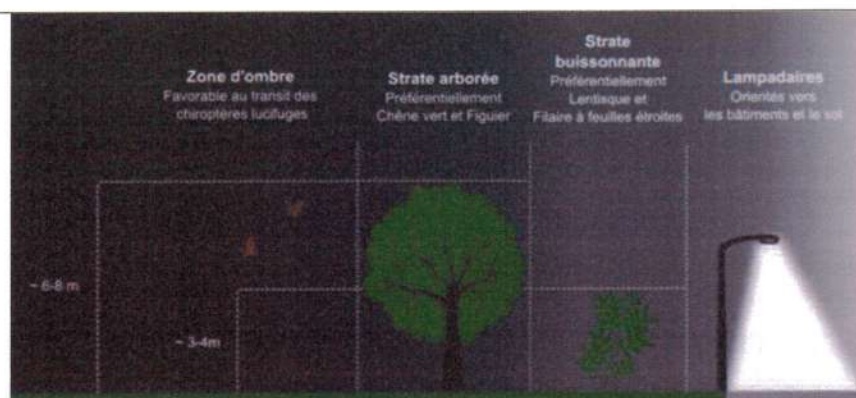 Zone d'ombre
Favorable au transit des
chiroptères lucifuges
Strate arborée
Préférentiellement
Chêne vert et Figuier
Strate
buissonnante
Préférentiellement
Lentisque et
Filaire à feuilles étroites
Lampadaires
Orientés vers
les bâtiments et le sol
~ 6-8 m
~ 3-4m